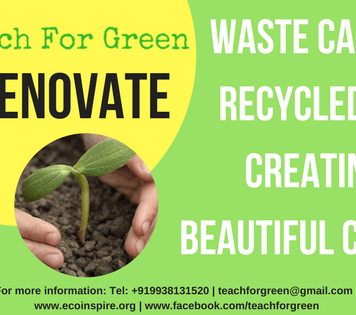 ch For Green
ENOVATE
WASTE CA
RECYCLED
CREATIN
BEAUTIFUL C
For more information: Tel: +919938131520 | teachforgreen@gmail.com
www.ecoinspire.org | www.facebook.com/teachforgreen